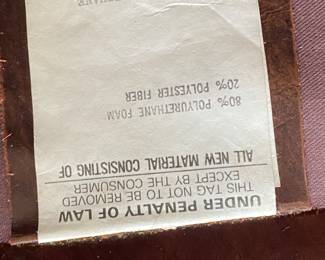 UNDER PENALTY OF LAW
THIS TAG NOT TO BE REMOVED
EXCEPT BY THE CONSUMER
ALL NEW MATERIAL CONSISTING OF
80% POLYURETHANE FOAM
20% POLYESTER FIBER